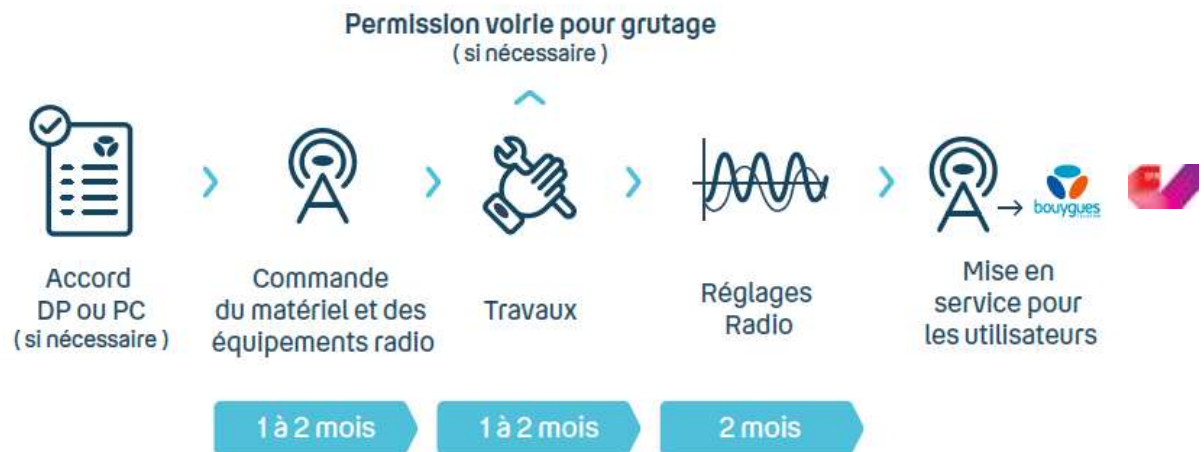 Permission voirie pour grutage
( si nécessaire )
Accord
DP ou PC
( si nécessaire )
Commande
du matériel et des
équipements radio
Travaux
Réglages
Radio
bouygues
Mise en
service pour
les utilisateurs
1 à 2 mois
1 à 2 mois
2 mois